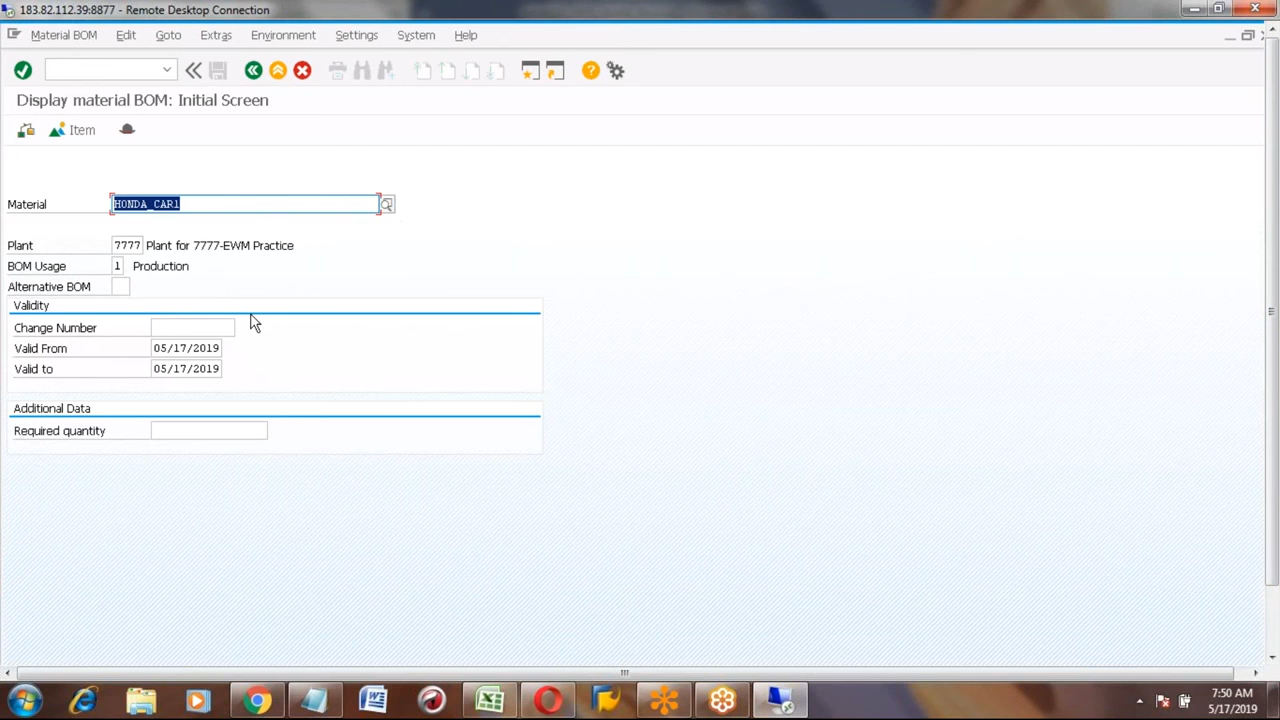 183.82.112.39:8877 - Remote Desktop Connection
Material BOM Edit Goto Extras Environment Settings System Help
Display material BOM: Initial Screen
Item
Material HONDA_CAR1
Plant 7777 Plant for 7777-EWM Practice
BOM Usage 1 Production
Alternative BOM
Validity
Change Number
Valid From 05/17/2019
Valid to 05/17/2019
Additional Data
Required quantity
7:50 AM
5/17/2019